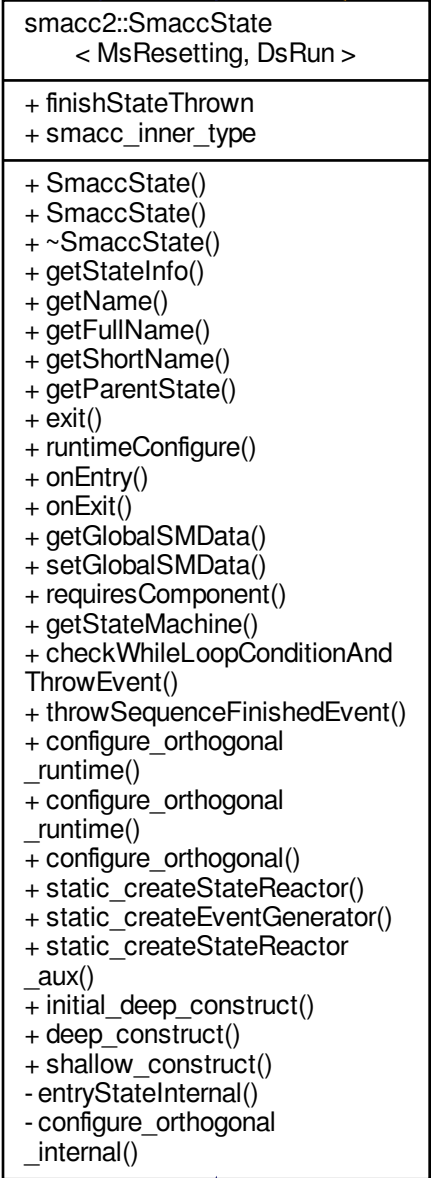 smacc2::SmaccState
< MsResetting, DsRun >
+ finishStateThrown
+ smacc_inner_type
+ SmaccState()
+ SmaccState()
+ ~SmaccState()
+ getStateInfo()
+ getName()
+ getFullName()
+ getShortName()
+ getParentState()
+ exit()
+ runtimeConfigure()
+ onEntry()
+ onExit()
+ getGlobalSMData()
+ setGlobalSMData()
+ requiresComponent()
+ getStateMachine()
+ checkWhileLoopConditionAnd
ThrowEvent()
+ throwSequenceFinishedEvent()
+ configure_orthogonal
_runtime()
+ configure_orthogonal
_runtime()
+ configure_orthogonal()
+ static_createStateReactor()
+ static_createEventGenerator()
+ static_createStateReactor
_aux()
+ initial_deep_construct()
+ deep_construct()
+ shallow_construct()
- entryStateInternal()
- configure_orthogonal
_internal()